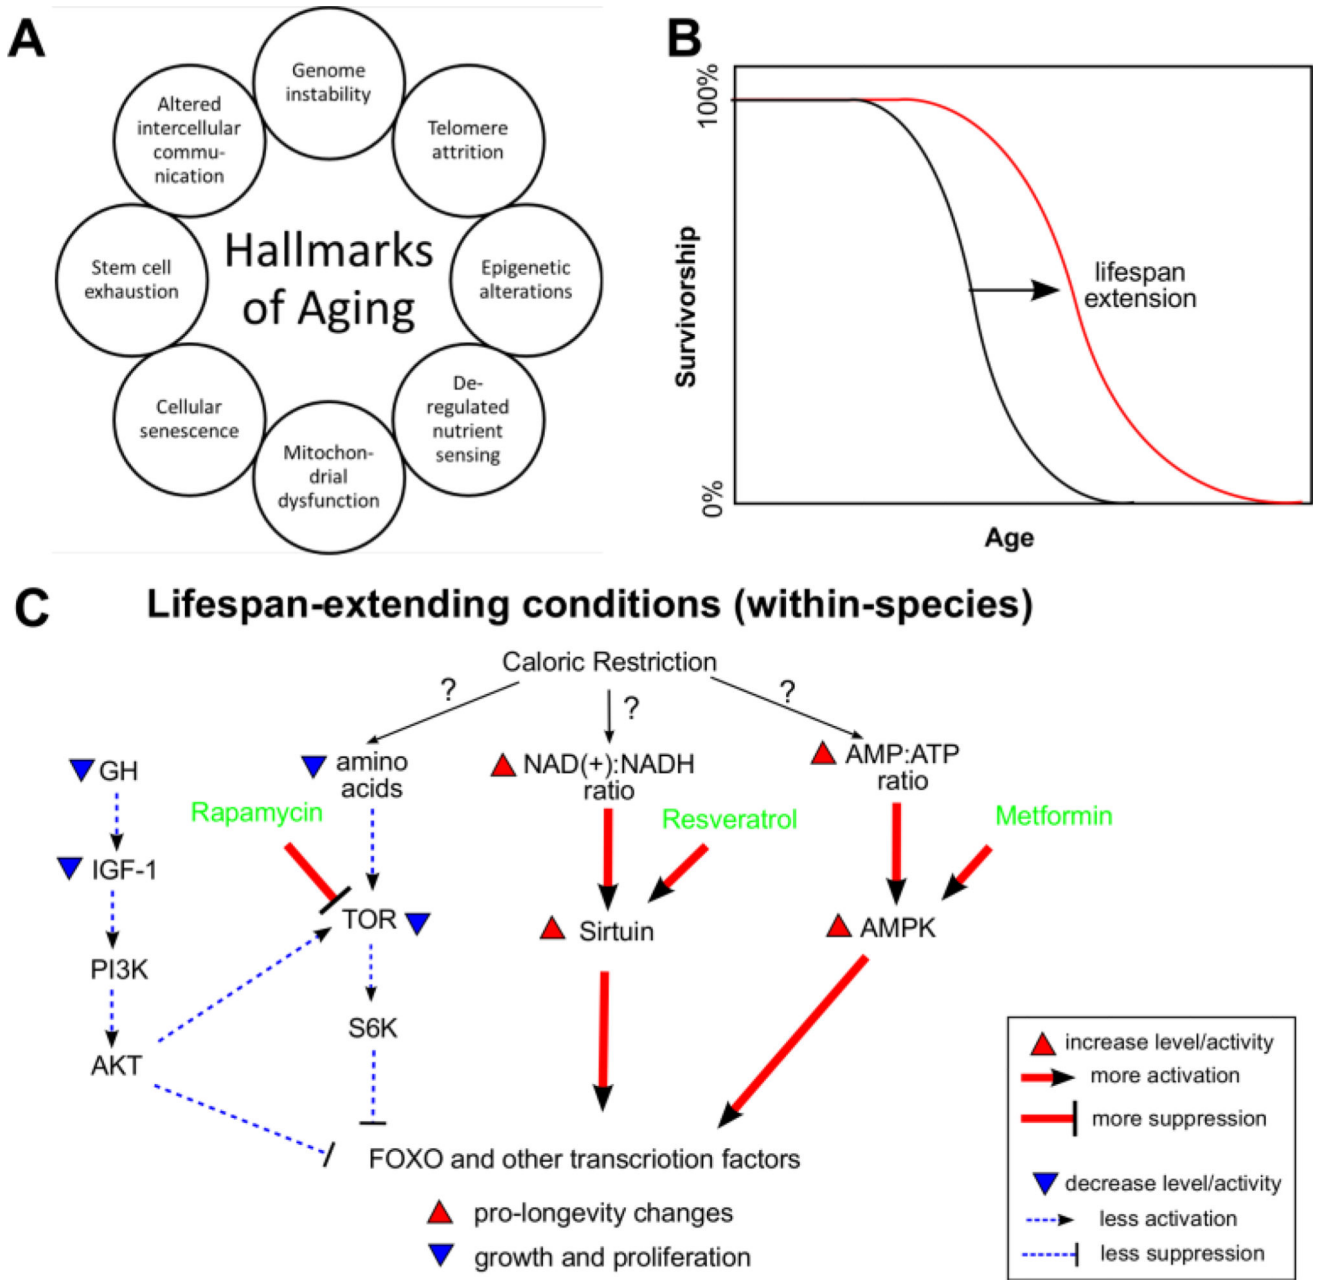 A
Genome
instability
Telomere
attrition
Epigenetic
alterations
De-
regulated
nutrient
sensing
Mitochon-
drial
dysfunction
Cellular
senescence
Stem cell
exhaustion
Altered
intercellular
commu-
nication
Hallmarks
of Aging
B
100%
Survivorship
0%
lifespan
extension
Age
C
Lifespan-extending conditions (within-species)
Caloric Restriction
?
?
?
GH
amino
acids
NAD(+):NADH
ratio
AMP:ATP
ratio
Rapamycin
Resveratrol
Metformin
IGF-1
TOR
Sirtuin
AMPK
PI3K
S6K
AKT
FOXO and other transcriotion factors
pro-longevity changes
growth and proliferation
increase level/activity
more activation
more suppression
decrease level/activity
less activation
less suppression